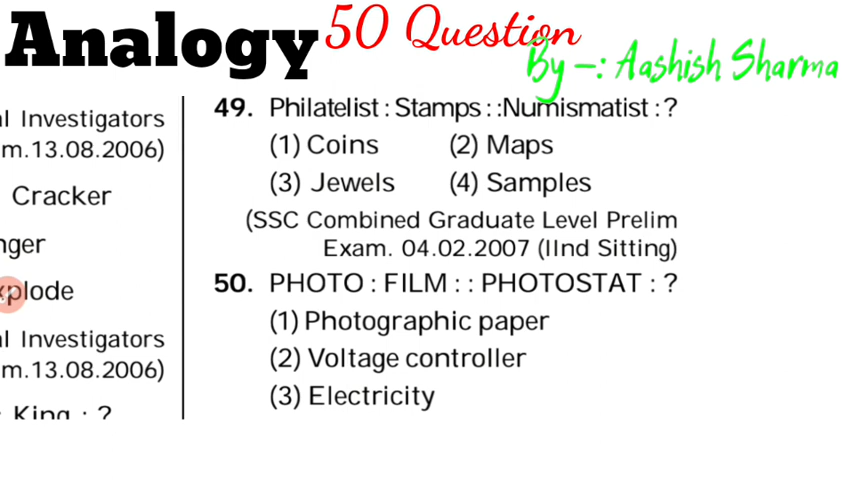 Analogy 50 Question
By -: Aashish Sharma
l Investigators
m.13.08.2006)
Cracker
nger
xplode
l Investigators
m.13.08.2006)
: King : ?
49. Philatelist : Stamps : :Numismatist : ?
(1) Coins (2) Maps
(3) Jewels (4) Samples
(SSC Combined Graduate Level Prelim
Exam. 04.02.2007 (IInd Sitting)
50. PHOTO : FILM : : PHOTOSTAT : ?
(1) Photographic paper
(2) Voltage controller
(3) Electricity